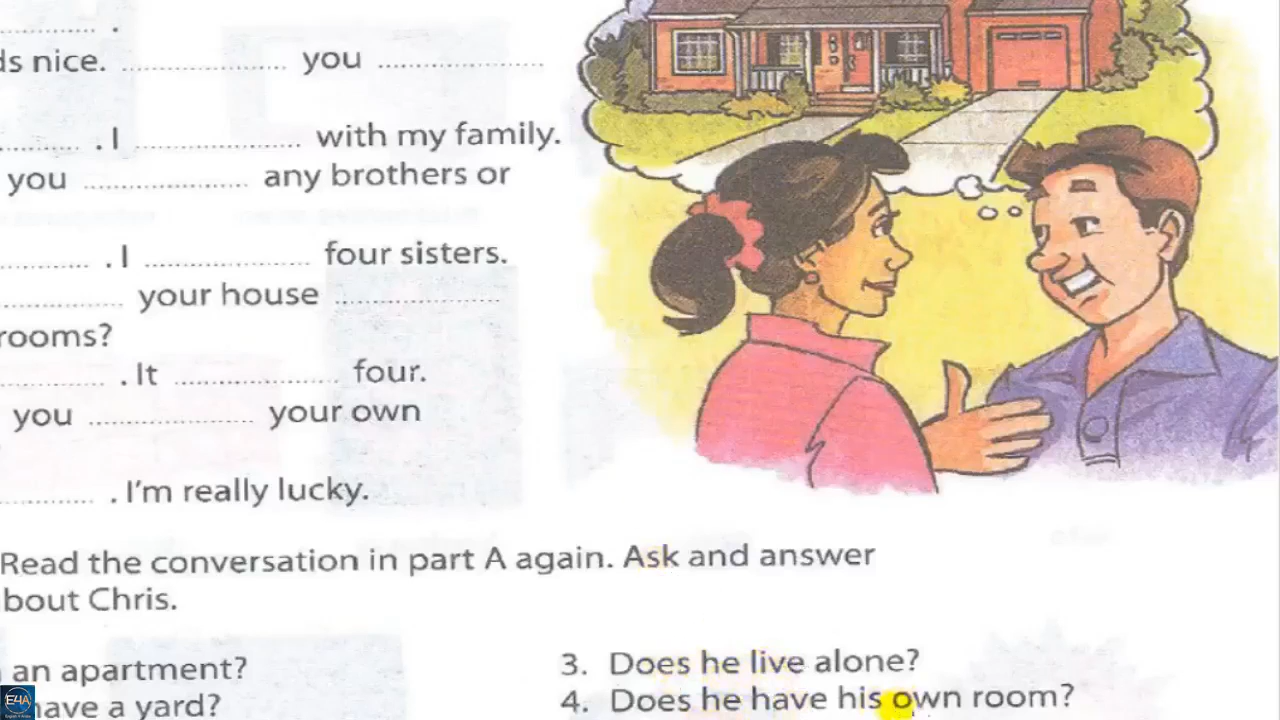 ds nice. ........ you ........
. I ........ with my family.
you ........ any brothers or
. I ........ four sisters.
your house ........
rooms?
. It ........ four.
you ........ your own
. I'm really lucky.
Read the conversation in part A again. Ask and answer
bout Chris.
an apartment?
have a yard?
3. Does he live alone?
4. Does he have his own room?
E4A